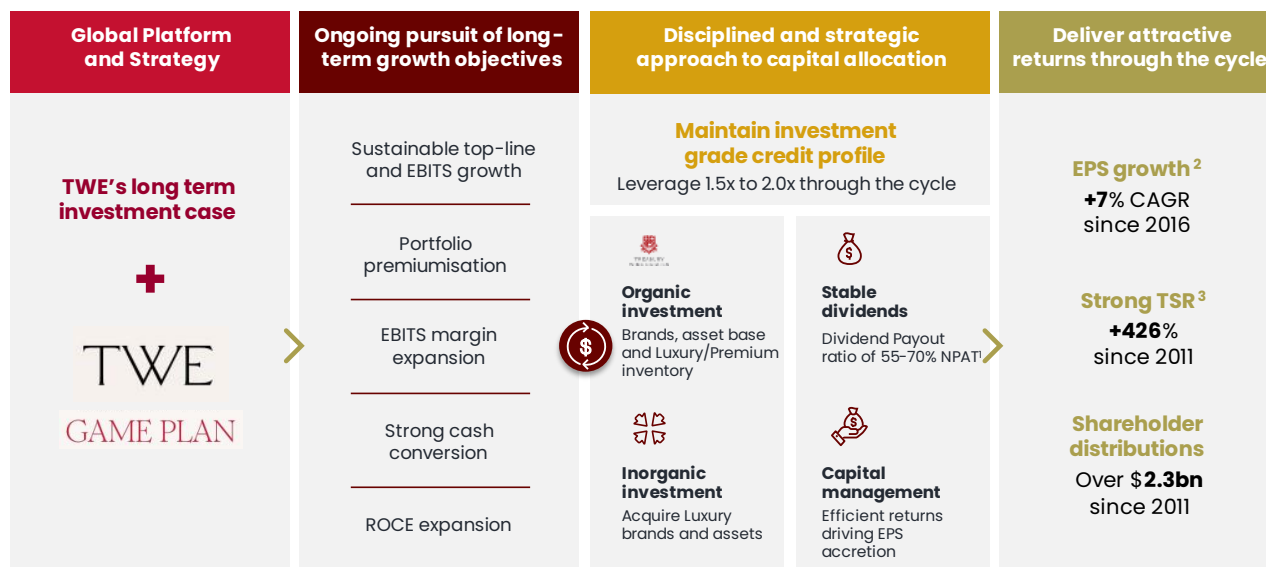 Global Platform
and Strategy
TWE's long term
investment case
TWE
GAME PLAN
Ongoing pursuit of long-
term growth objectives
Sustainable top-line
and EBITS growth
Portfolio
premiumisation
EBITS margin
expansion
Strong cash
conversion
ROCE expansion
Disciplined and strategic
approach to capital allocation
Maintain investment
grade credit profile
Leverage 1.5x to 2.0x through the cycle
$
Organic
investment
Brands, asset base
and Luxury/Premium
inventory
$
Stable
dividends
Dividend Payout
ratio of 55-70% NPAT¹
Inorganic
investment
Acquire Luxury
brands and assets
$
Capital
management
Efficient returns
driving EPS
accretion
Deliver attractive
returns through the cycle
EPS growth²
+7% CAGR
since 2016
Strong TSR³
+426%
since 2011
Shareholder
distributions
Over $2.3bn
since 2011